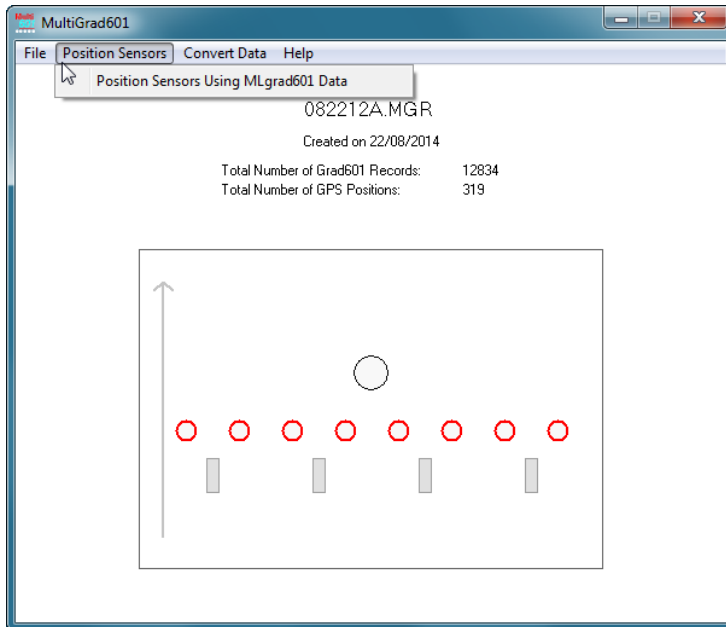 MultiGrad601
File Position Sensors Convert Data Help
Position Sensors Using MLgrad601 Data
082212A.MGR
Created on 22/08/2014
Total Number of Grad601 Records: 12834
Total Number of GPS Positions: 319